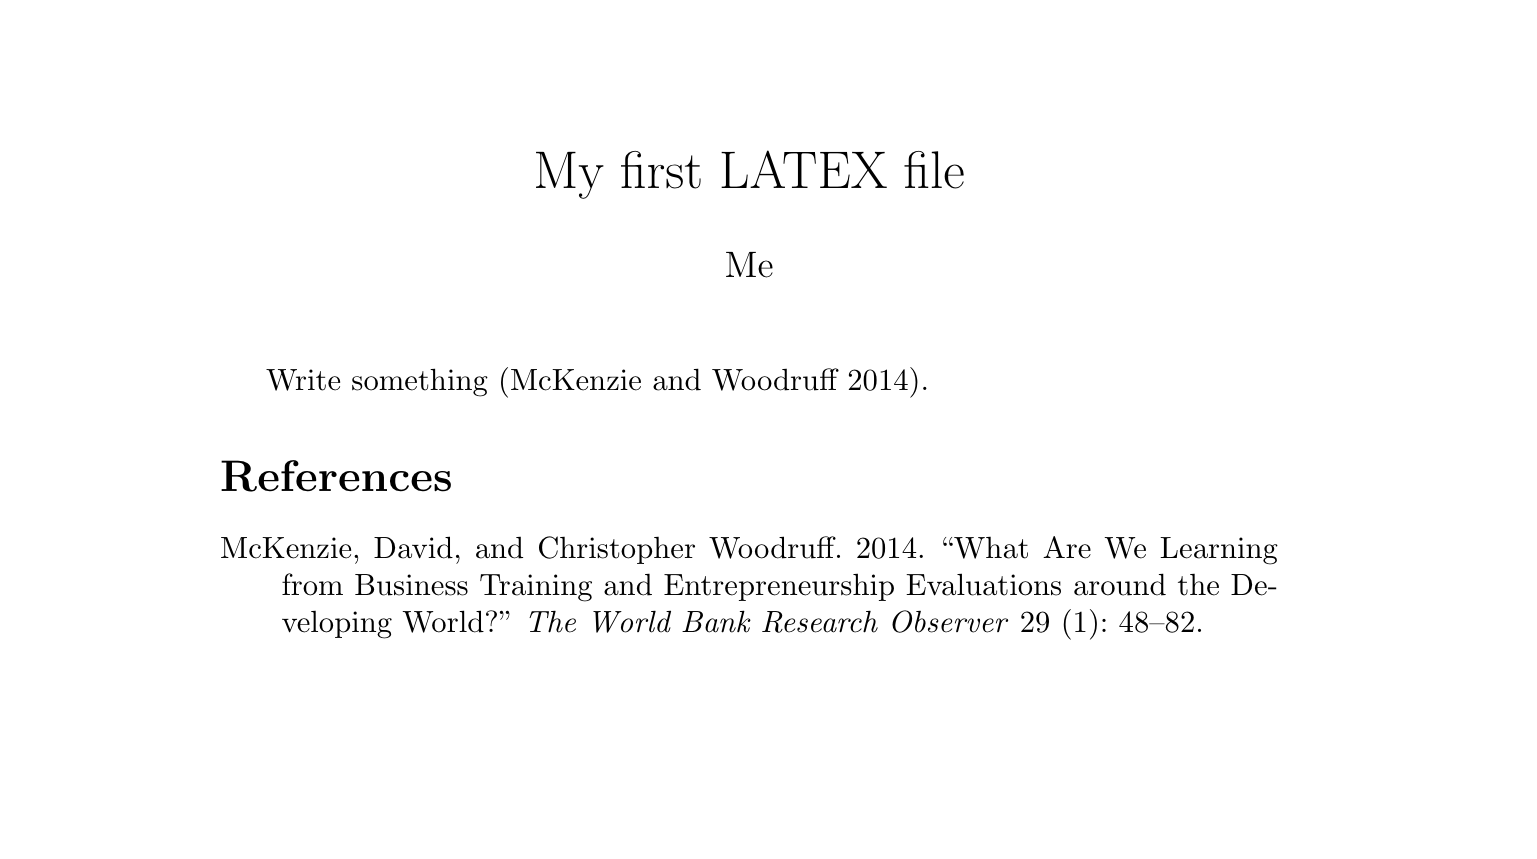 My first LATEX file
Me
Write something (McKenzie and Woodruff 2014).
References
McKenzie, David, and Christopher Woodruff. 2014. “What Are We Learning
from Business Training and Entrepreneurship Evaluations around the De-
veloping World?” The World Bank Research Observer 29 (1): 48–82.